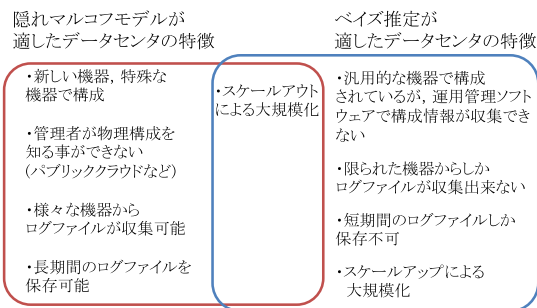 隠れマルコフモデルが
適したデータセンタの特徴
・新しい機器, 特殊な
機器で構成
・管理者が物理構成を
知る事ができない
(パブリッククラウドなど)
・様々な機器から
ログファイルが収集可能
・長期間のログファイルを
保存可能
・スケールアウト
による大規模化
ベイズ推定が
適したデータセンタの特徴
・汎用的な機器で構成
されているが, 運用管理ソフト
ウェアで構成情報が収集でき
ない
・限られた機器からしか
ログファイルが収集出来ない
・短期間のログファイルしか
保存不可
・スケールアップによる
大規模化